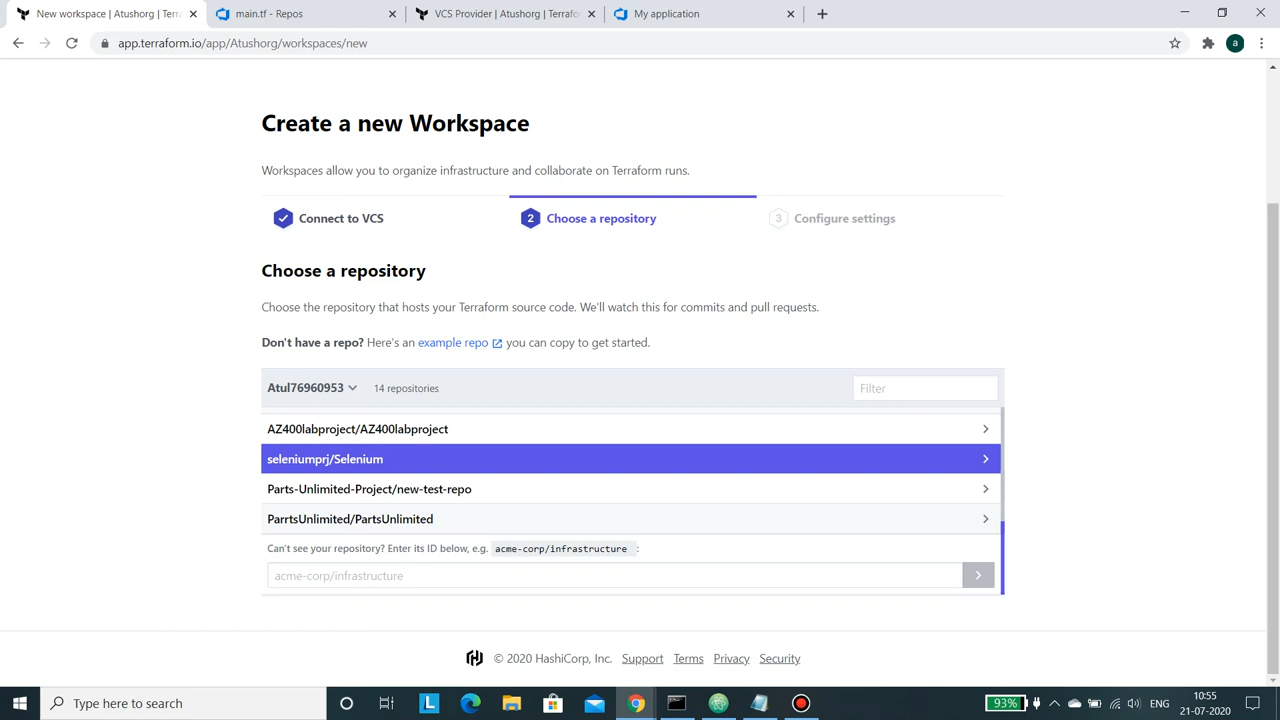 New workspace | Atushorg | Terra
main.tf - Repos
VCS Provider | Atushorg | Terrafo
My application
app.terraform.io/app/Atushorg/workspaces/new
a
Create a new Workspace
Workspaces allow you to organize infrastructure and collaborate on Terraform runs.
Connect to VCS
2 Choose a repository
3 Configure settings
Choose a repository
Choose the repository that hosts your Terraform source code. We'll watch this for commits and pull requests.
Don't have a repo? Here's an example repo you can copy to get started.
Atul76960953 14 repositories Filter
AZ400labproject/AZ400labproject
seleniumprj/Selenium
Parts-Unlimited-Project/new-test-repo
ParrtsUnlimited/PartsUnlimited
Can't see your repository? Enter its ID below, e.g. acme-corp/infrastructure :
acme-corp/infrastructure
© 2020 HashiCorp, Inc. Support Terms Privacy Security
Type here to search
L
93%
ENG
10:55
21-07-2020